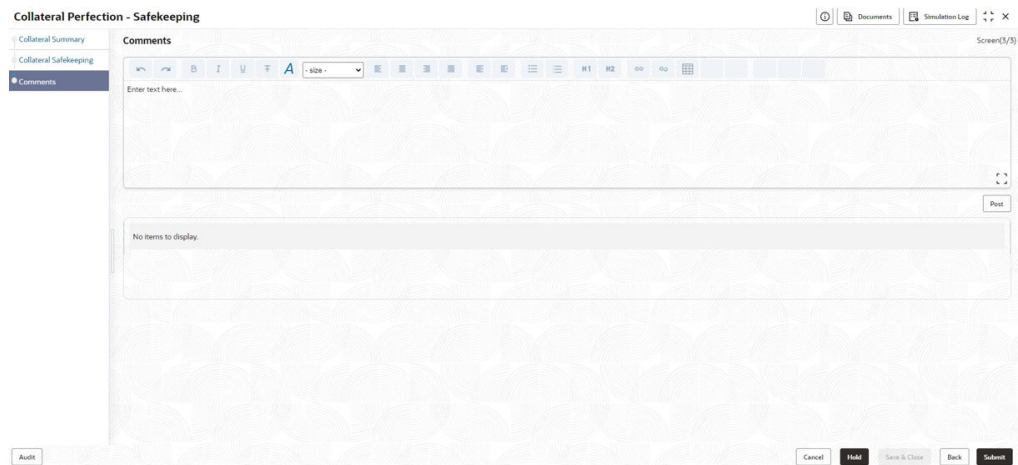 Collateral Perfection - Safekeeping
Documents
Simulation Log
Collateral Summary
Collateral Safekeeping
Comments
Comments
Screen(3/3)
B I U T A - size - H1 H2
Enter text here...
Post
No items to display.
Audit
Cancel
Hold
Save & Close
Back
Submit